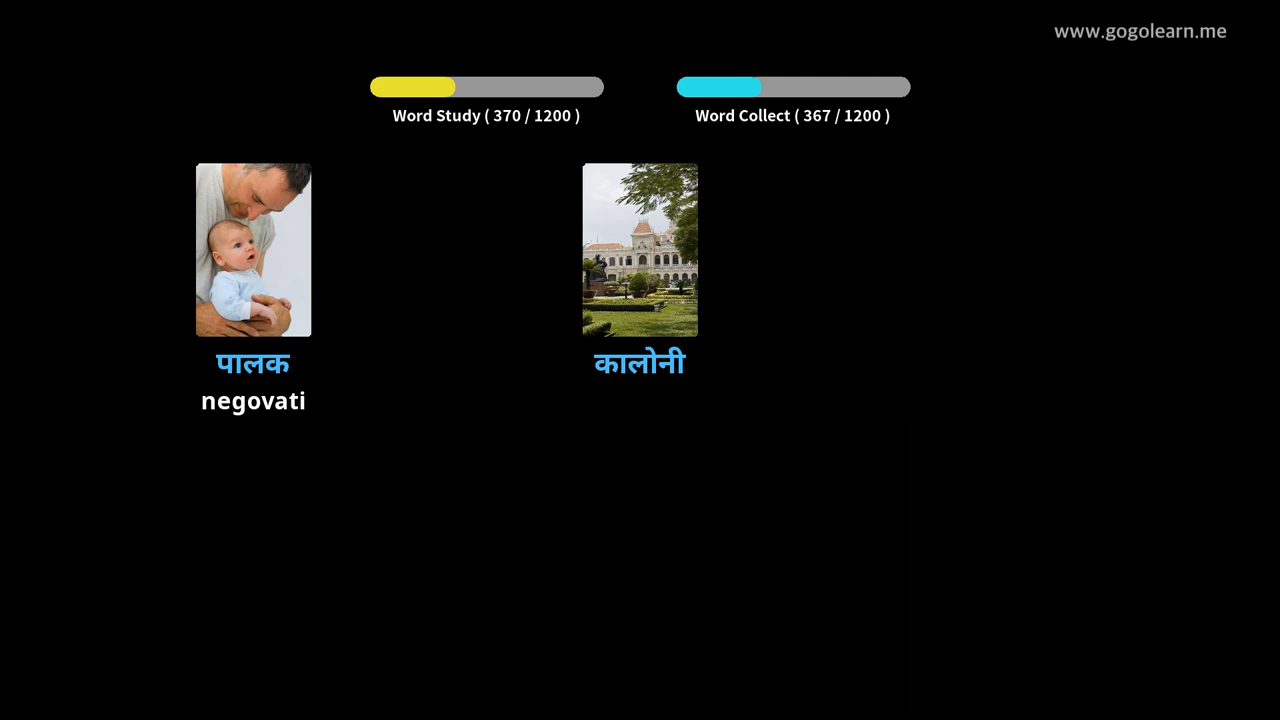 www.gogolearn.me
Word Study ( 370 / 1200 )
Word Collect ( 367 / 1200 )
पालक
कालोनी
negovati